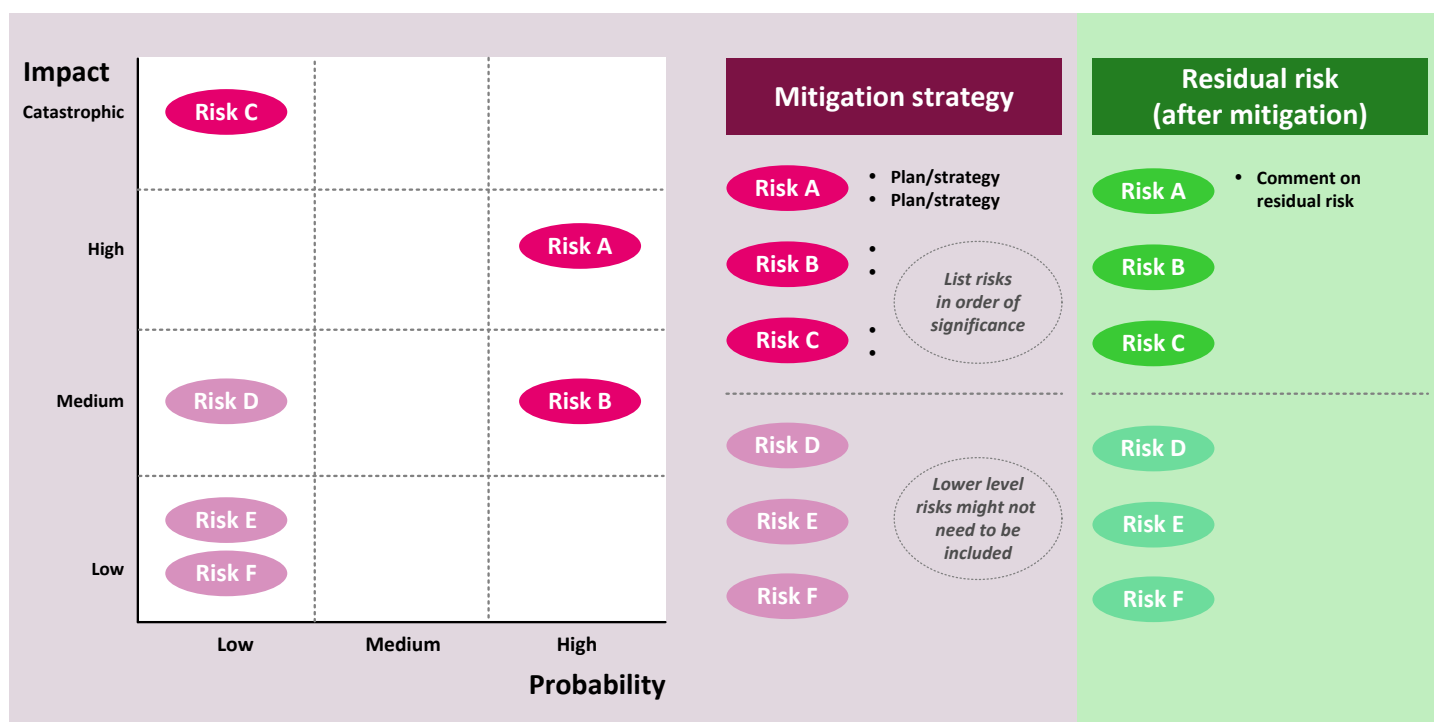 Impact
Catastrophic
High
Medium
Low
Risk C
Risk A
Risk D
Risk B
Risk E
Risk F
Low
Medium
High
Probability
Mitigation strategy
Risk A
• Plan/strategy
• Plan/strategy
Risk B
•
•
Risk C
•
•
List risks
in order of
significance
Risk D
Risk E
Risk F
Lower level
risks might not
need to be
included
Residual risk
(after mitigation)
Risk A
• Comment on
residual risk
Risk B
Risk C
Risk D
Risk E
Risk F